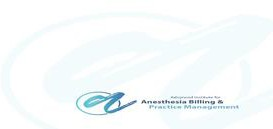 Advanced Institute for
Anesthesia Billing &
Practice Management